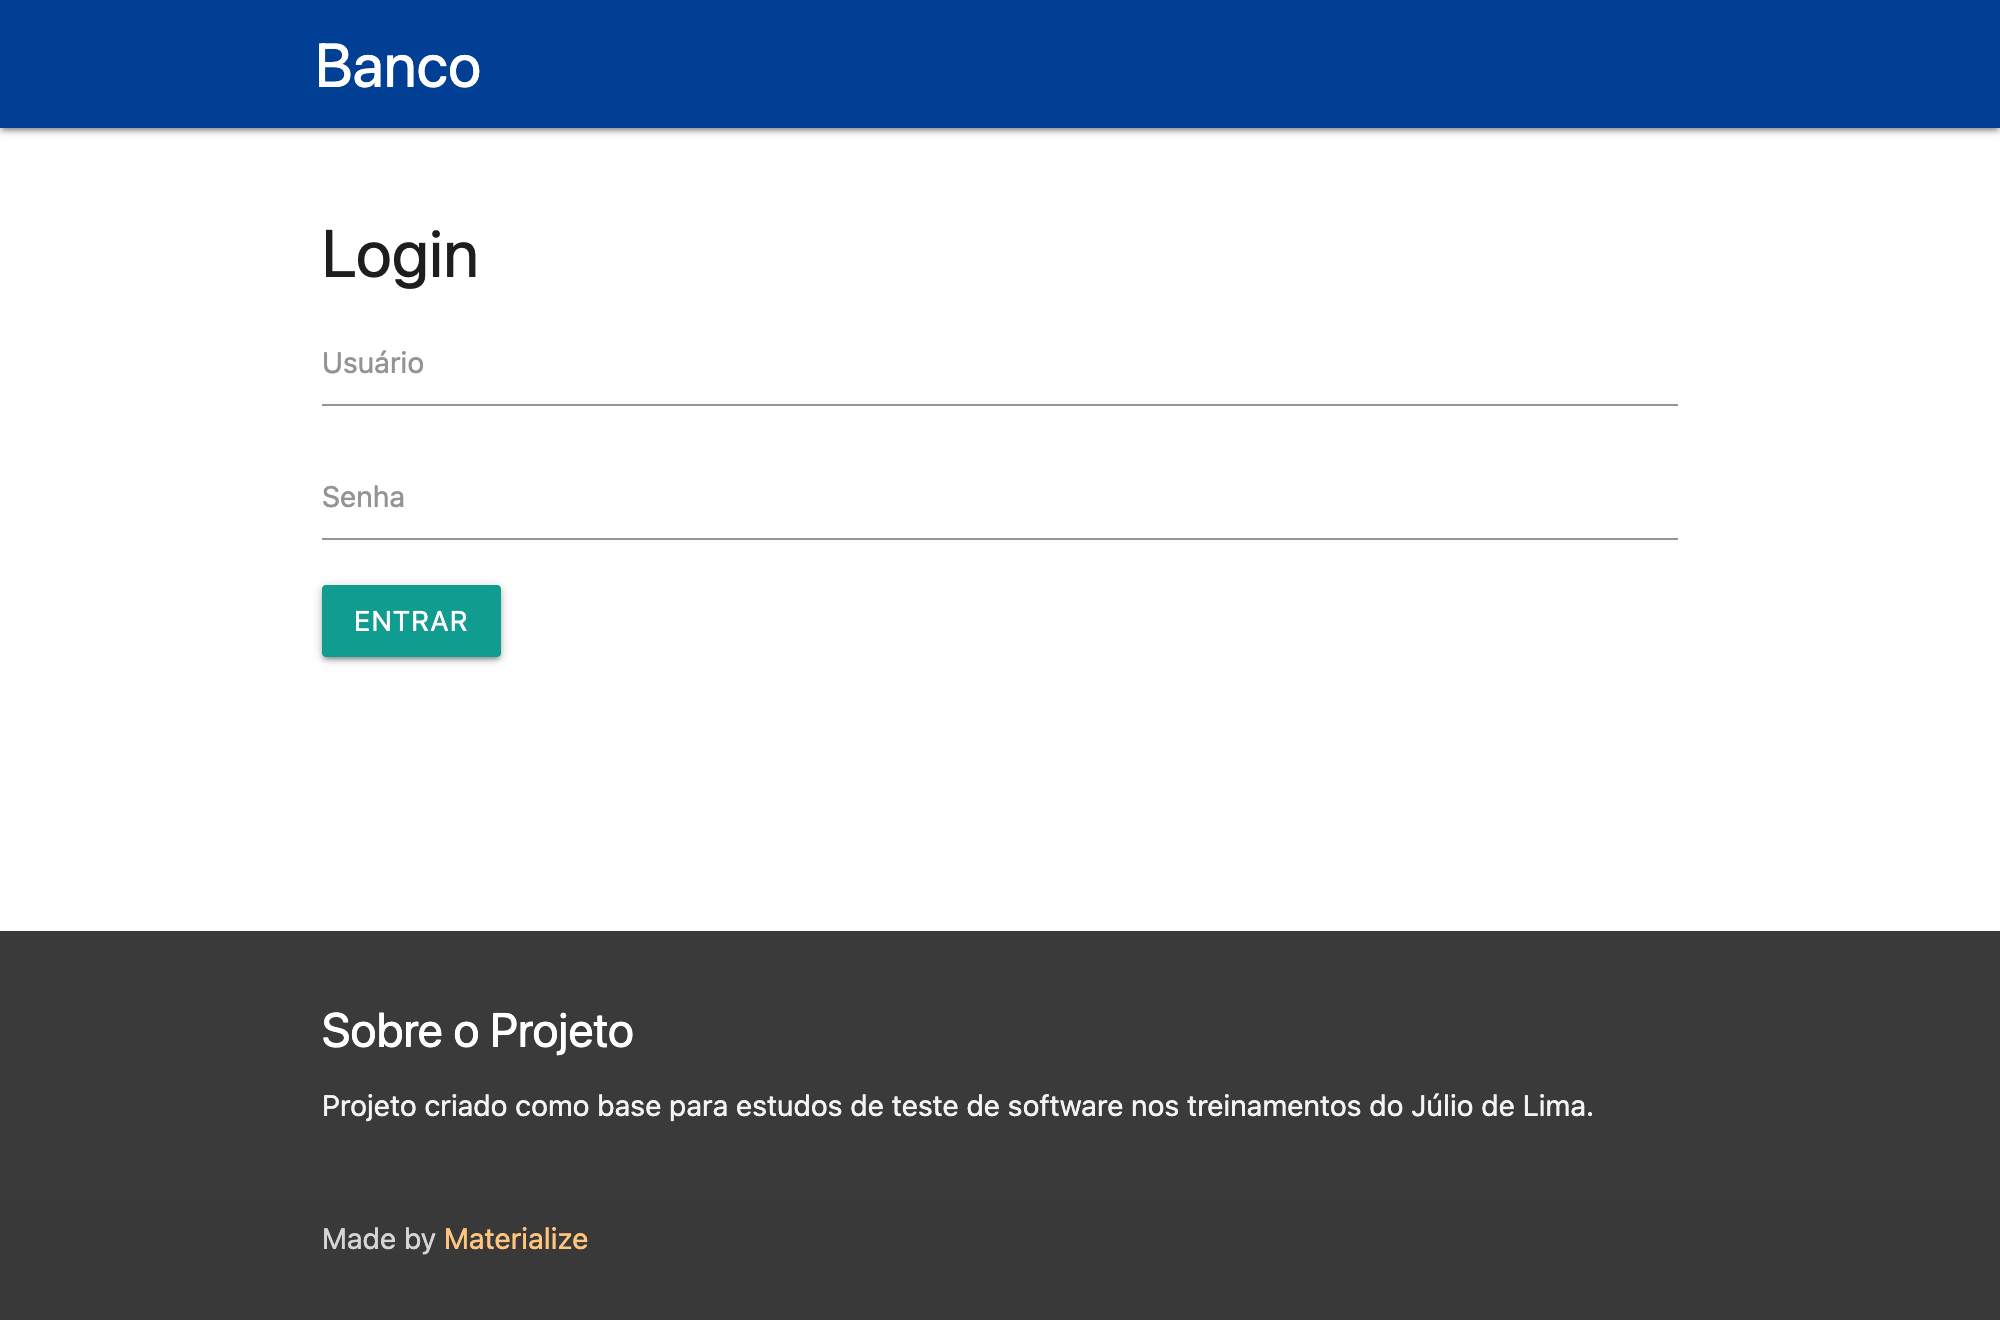 Banco
Login
Usuário
Senha
ENTRAR
Sobre o Projeto
Projeto criado como base para estudos de teste de software nos treinamentos do Júlio de Lima.
Made by Materialize